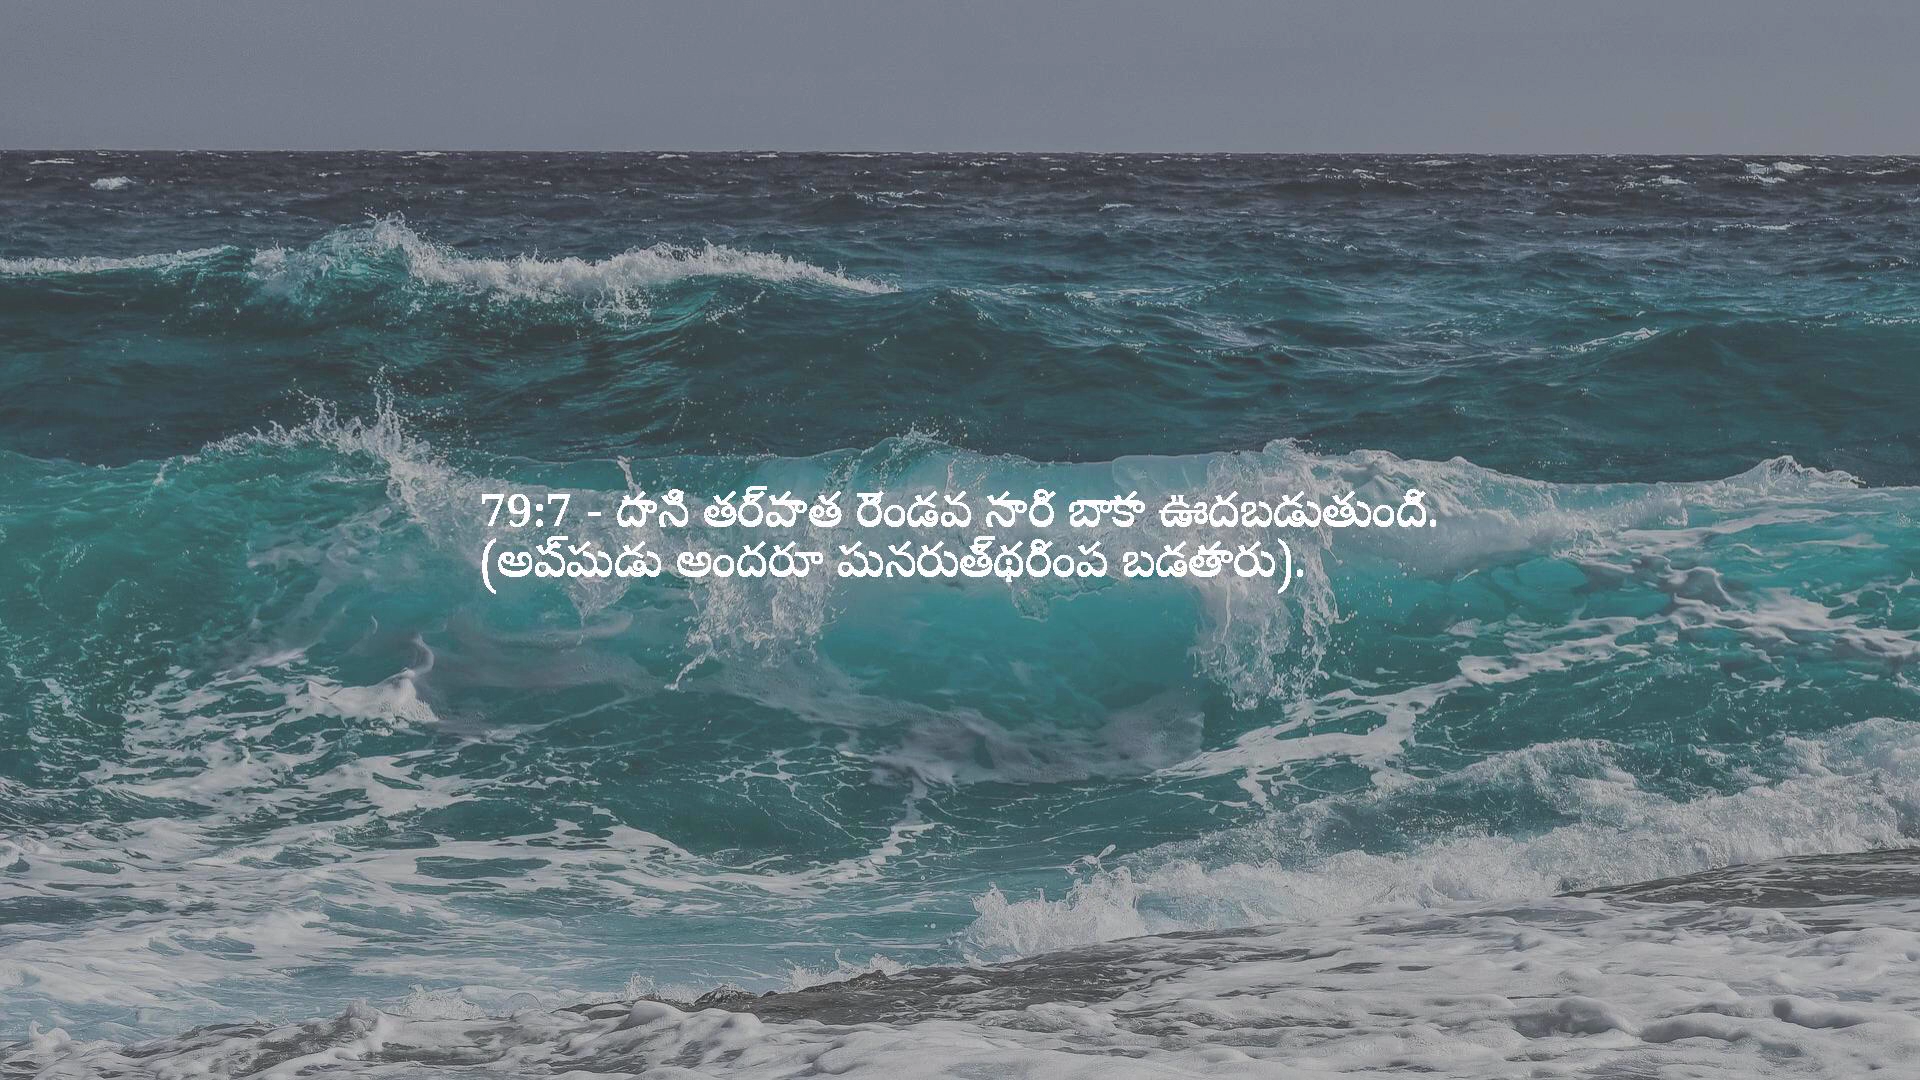 79:7 - దాని తర్‌వాత రెండవ సారి బాకా ఊదబడుతుంది.
(అప్‌పుడు అందరూ పునరుత్‌థరింప బడతారు).